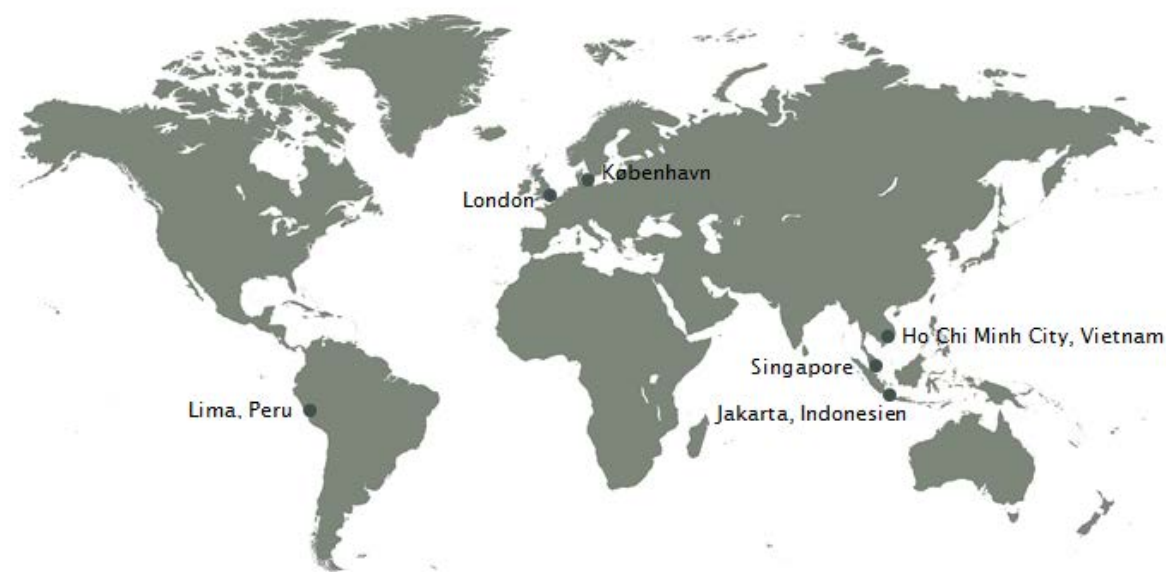 København
London
Ho Chi Minh City, Vietnam
Singapore
Lima, Peru
Jakarta, Indonesien